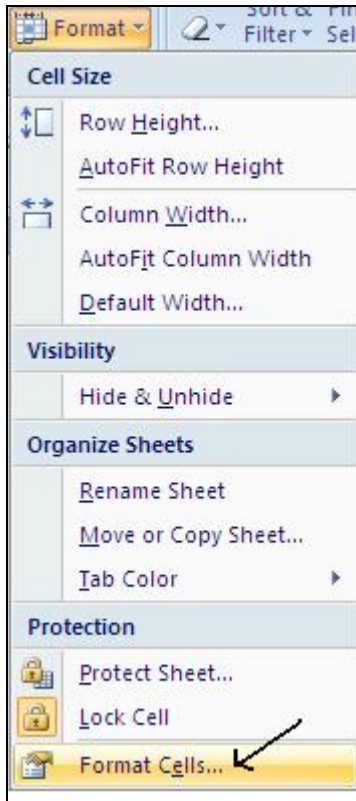 Format
Filter Sel
Cell Size
Row Height...
AutoFit Row Height
Column Width...
AutoFit Column Width
Default Width...
Visibility
Hide & Unhide
Organize Sheets
Rename Sheet
Move or Copy Sheet...
Tab Color
Protection
Protect Sheet...
Lock Cell
Format Cells...